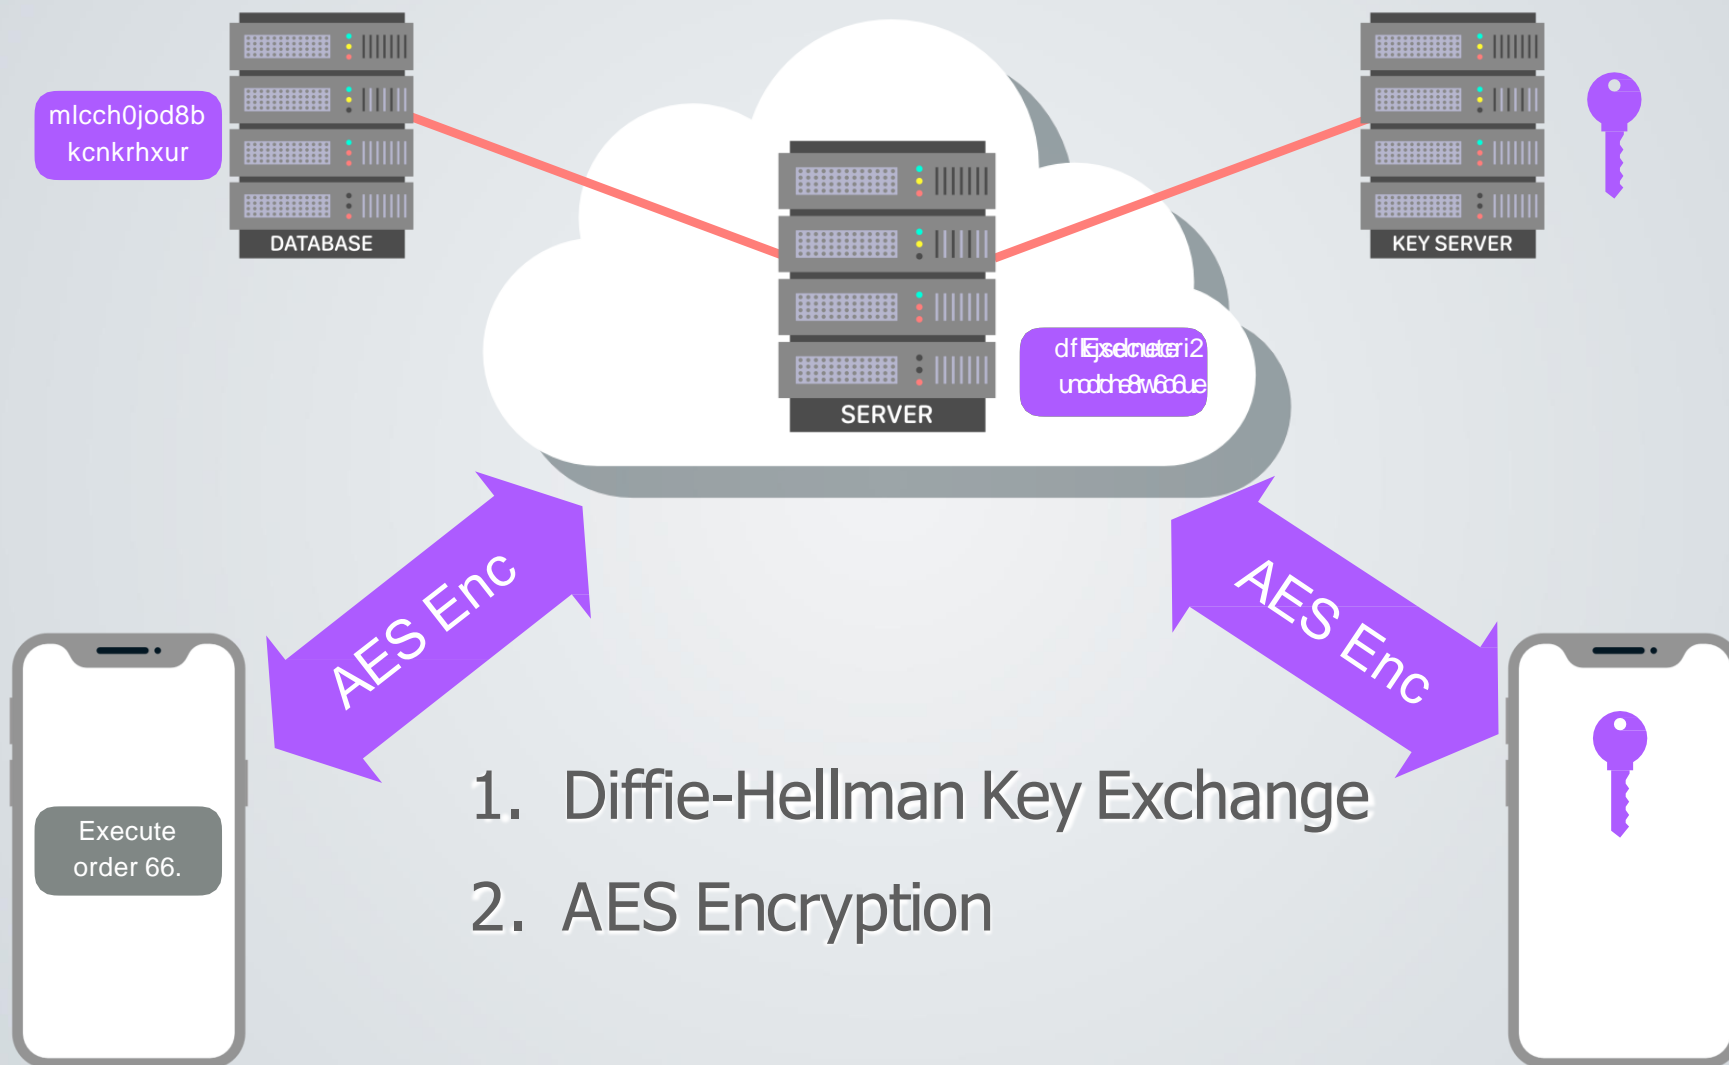 mlcch0jod8b
kcnkrhxur
DATABASE
KEY SERVER
SERVER
AES Enc
AES Enc
Execute
order 66.
1. Diffie-Hellman Key Exchange
2. AES Encryption